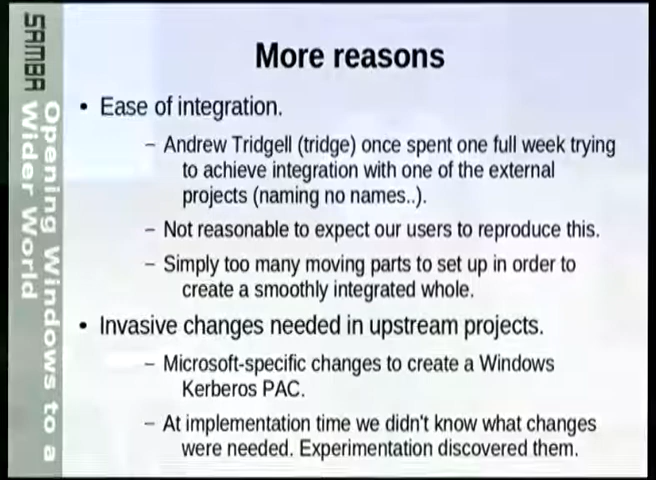 SAMBA
Opening Windows to a
Wider World
More reasons
• Ease of integration.
– Andrew Tridgell (tridge) once spent one full week trying
to achieve integration with one of the external
projects (naming no names..).
– Not reasonable to expect our users to reproduce this.
– Simply too many moving parts to set up in order to
create a smoothly integrated whole.
• Invasive changes needed in upstream projects.
– Microsoft-specific changes to create a Windows
Kerberos PAC.
– At implementation time we didn't know what changes
were needed. Experimentation discovered them.